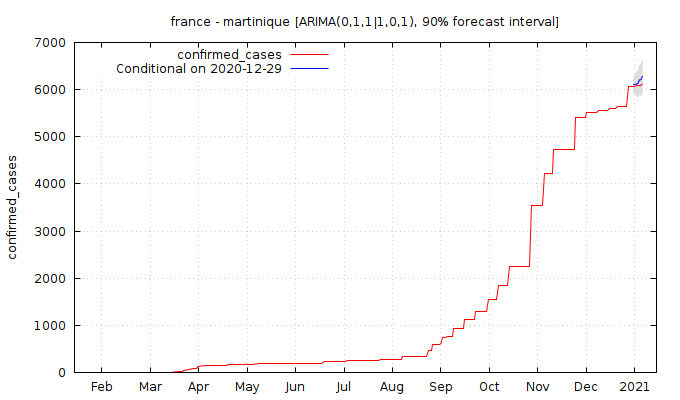 france - martinique [ARIMA(0,1,1|1,0,1), 90% forecast interval]
confirmed_cases
Conditional on 2020-12-29
confirmed_cases
7000
6000
5000
4000
3000
2000
1000
0
Feb Mar Apr May Jun Jul Aug Sep Oct Nov Dec 2021